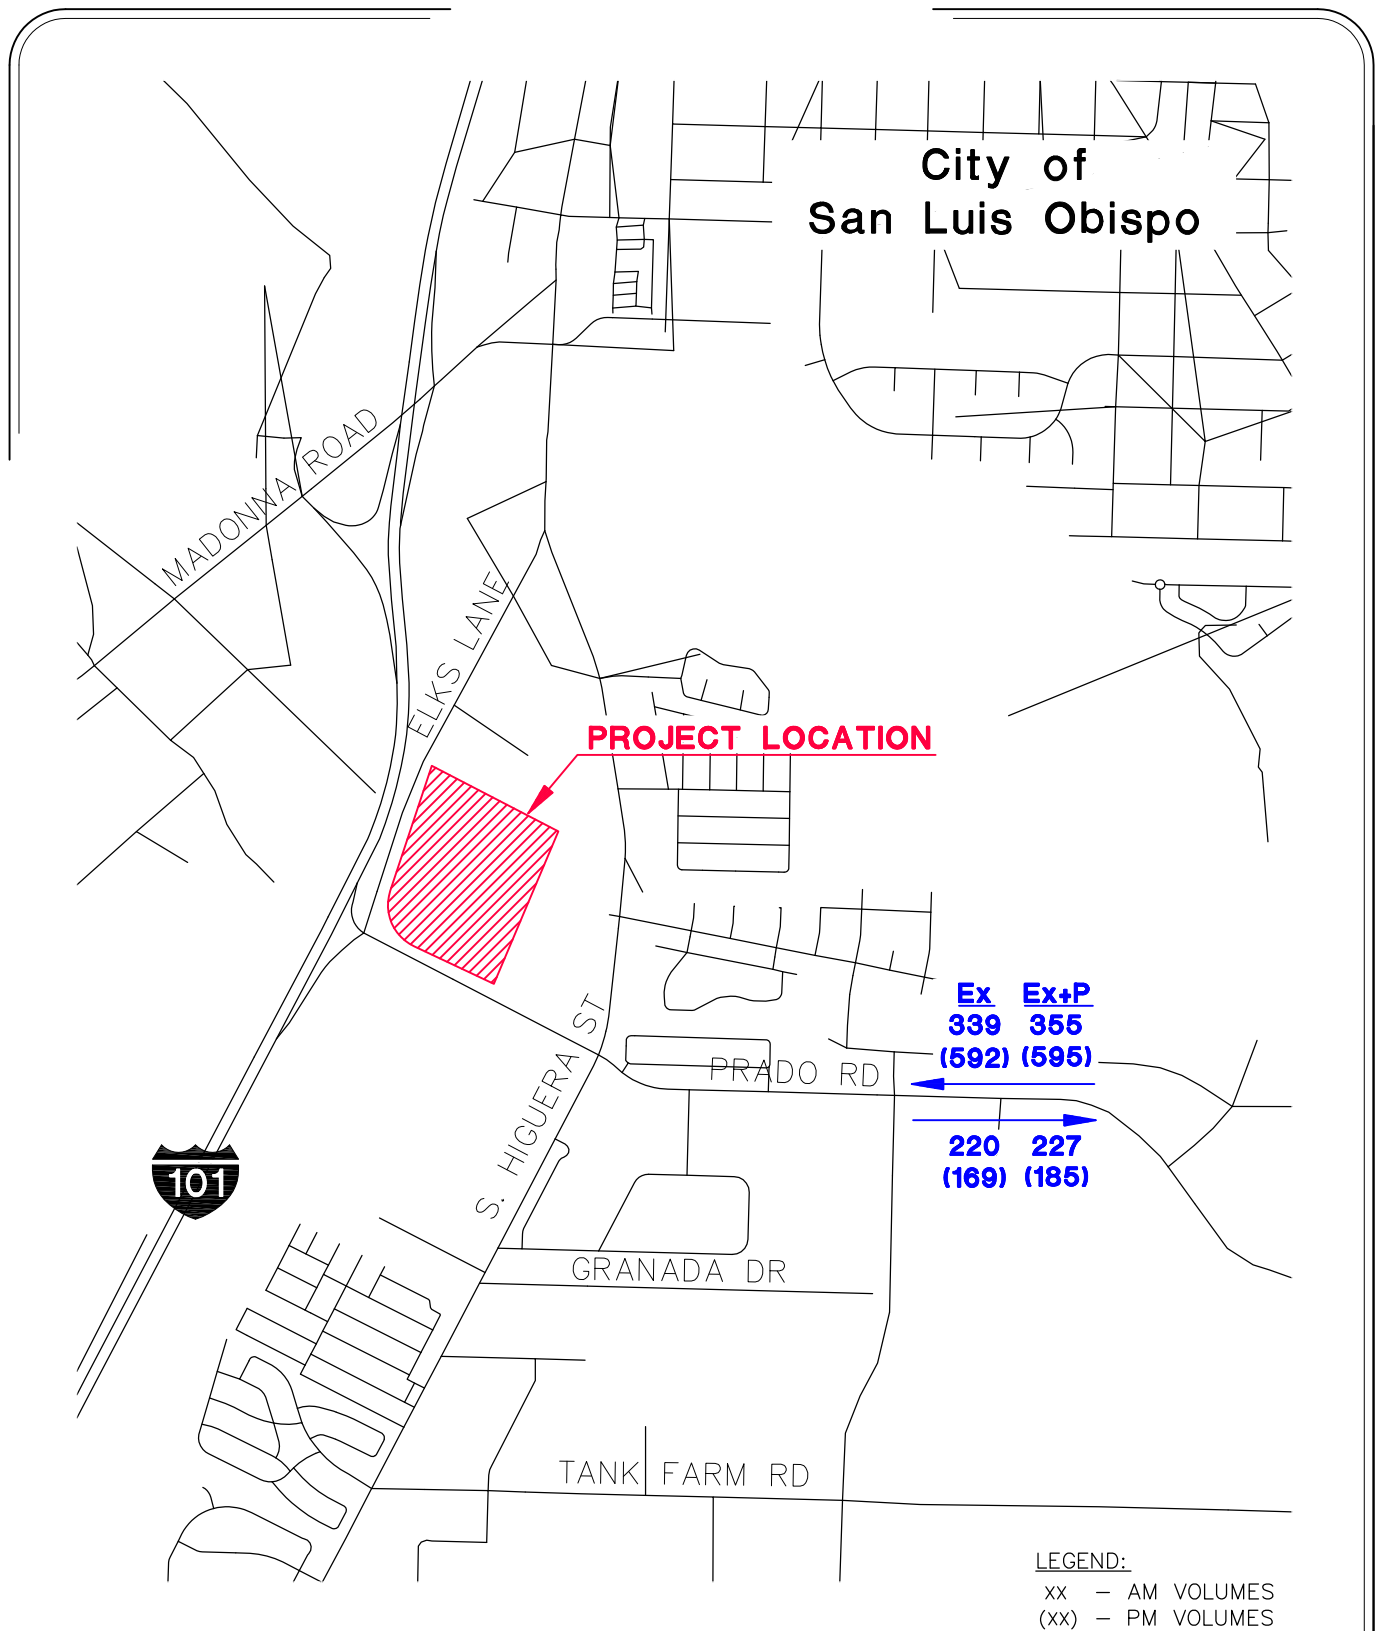 City of
San Luis Obispo
MADONNA ROAD
ELKS LANE
PROJECT LOCATION
Ex Ex+P
339 355
(592) (595)
PRADO RD
220 227
(169) (185)
S. HIGUERA ST
101
GRANADA DR
TANK FARM RD
LEGEND:
xx – AM VOLUMES
(xx) – PM VOLUMES